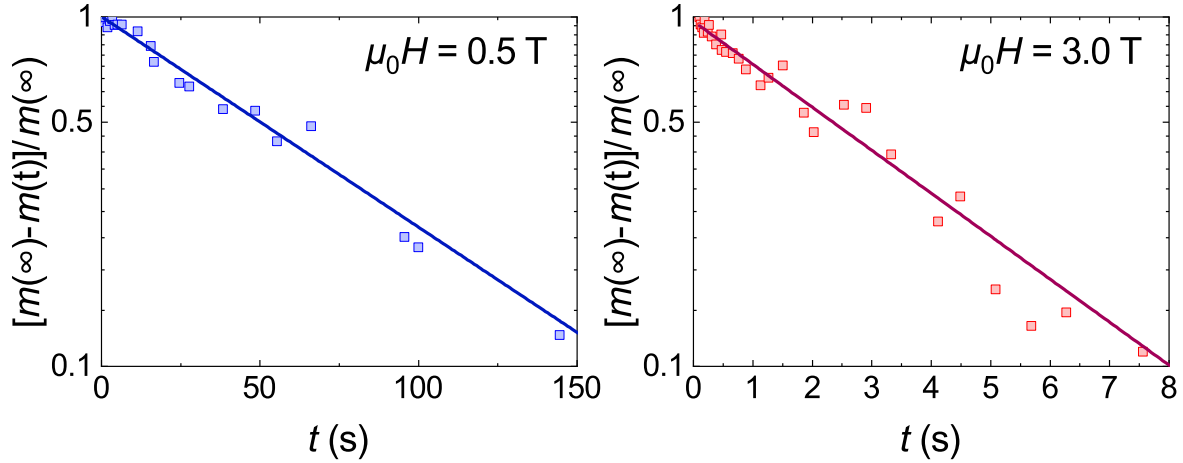 [m(∞)-m(t)]/m(∞)
1
0.5
0.1
μ₀H = 0.5 T
0 50 100 150
t (s)
[m(∞)-m(t)]/m(∞)
1
0.5
0.1
μ₀H = 3.0 T
0 1 2 3 4 5 6 7 8
t (s)